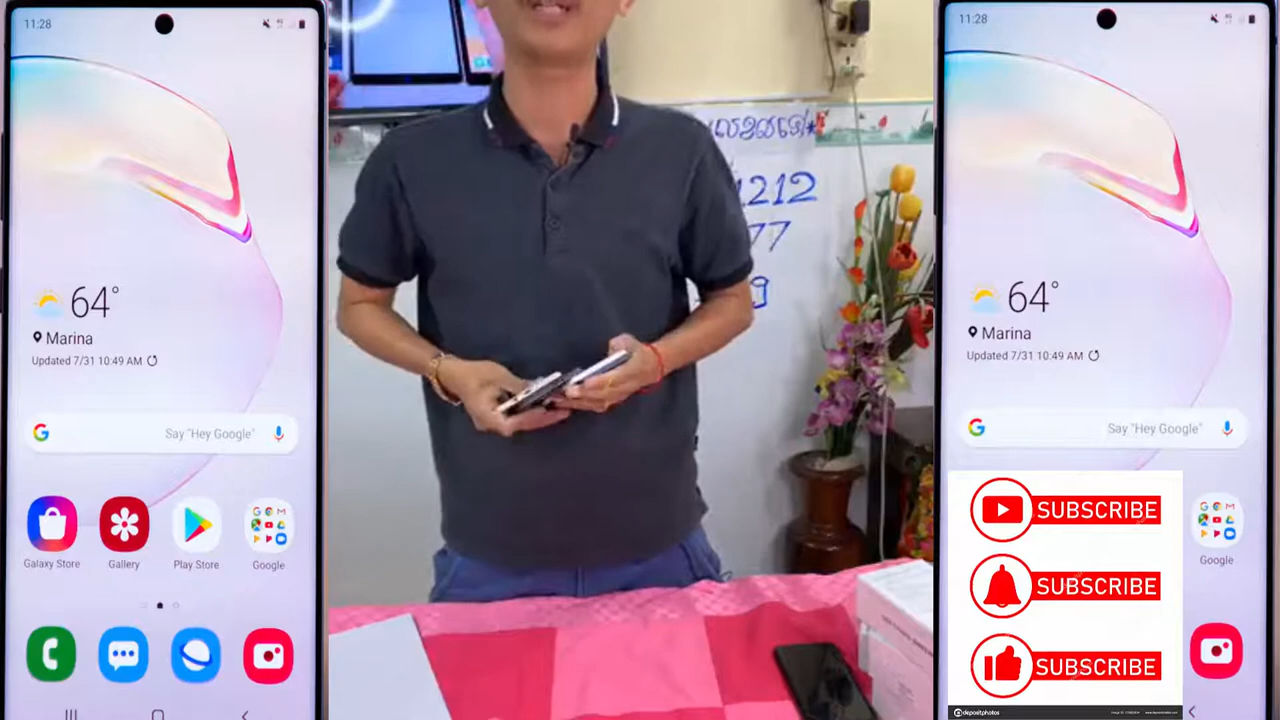 11:28
64°
Marina
Updated 7/31 10:49 AM
Say "Hey Google"
Galaxy Store
Gallery
Play Store
Google
1212
77
9
11:28
64°
Marina
Updated 7/31 10:49 AM
Say "Hey Google"
Google
SUBSCRIBE
SUBSCRIBE
SUBSCRIBE
depositphotos